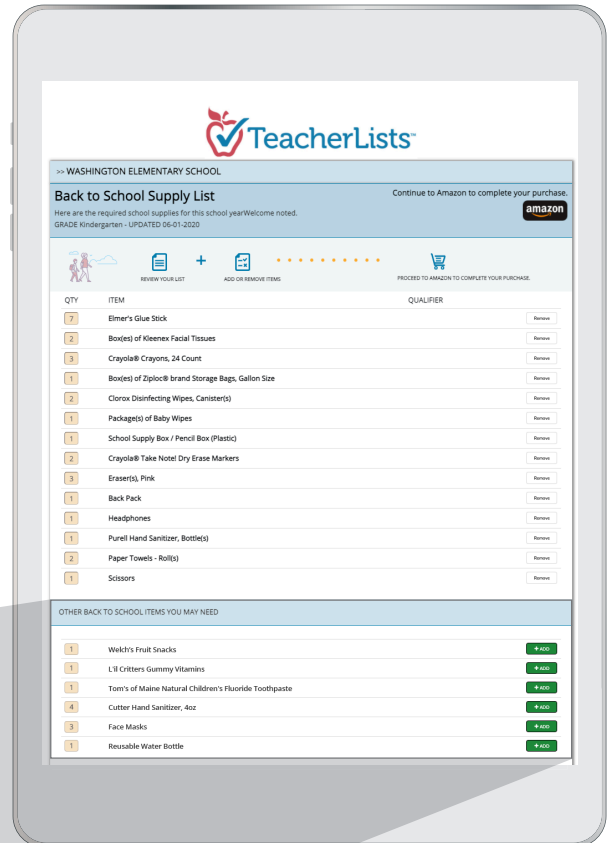 TeacherLists™
>> WASHINGTON ELEMENTARY SCHOOL
Back to School Supply List
Continue to Amazon to complete your purchase.
Here are the required school supplies for this school yearWelcome noted.
amazon
GRADE Kindergarten - UPDATED 06-01-2020
REVIEW YOUR LIST
+
ADD OR REMOVE ITEMS
PROCEED TO AMAZON TO COMPLETE YOUR PURCHASE.
QTY ITEM QUALIFIER
7 Elmer's Glue Stick Remove
2 Box(es) of Kleenex Facial Tissues Remove
3 Crayola® Crayons, 24 Count Remove
1 Box(es) of Ziploc® brand Storage Bags, Gallon Size Remove
2 Clorox Disinfecting Wipes, Canister(s) Remove
1 Package(s) of Baby Wipes Remove
1 School Supply Box / Pencil Box (Plastic) Remove
2 Crayola® Take Note! Dry Erase Markers Remove
3 Eraser(s), Pink Remove
1 Back Pack Remove
1 Headphones Remove
1 Purell Hand Sanitizer, Bottle(s) Remove
2 Paper Towels - Roll(s) Remove
1 Scissors Remove
OTHER BACK TO SCHOOL ITEMS YOU MAY NEED
1 Welch's Fruit Snacks + ADD
1 L'il Critters Gummy Vitamins + ADD
1 Tom's of Maine Natural Children's Fluoride Toothpaste + ADD
4 Cutter Hand Sanitizer, 4oz + ADD
3 Face Masks + ADD
1 Reusable Water Bottle + ADD